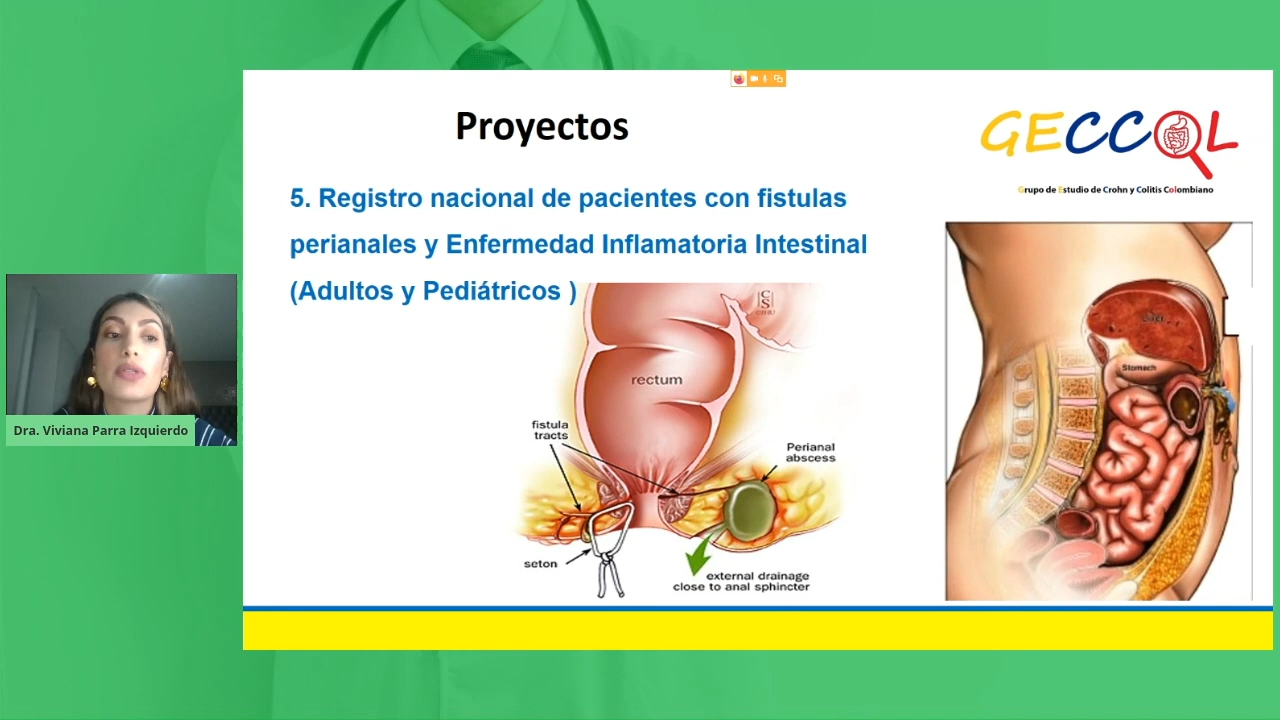 Proyectos
GECCOL
Grupo de Estudio de Crohn y Colitis Colombiano
5. Registro nacional de pacientes con fistulas
perianales y Enfermedad Inflamatoria Intestinal
(Adultos y Pediátricos )
C
S
rectum
fistula
tracts
Perianal
abscess
seton
external drainage
close to anal sphincter
Liver
Stomach
Dra. Viviana Parra Izquierdo